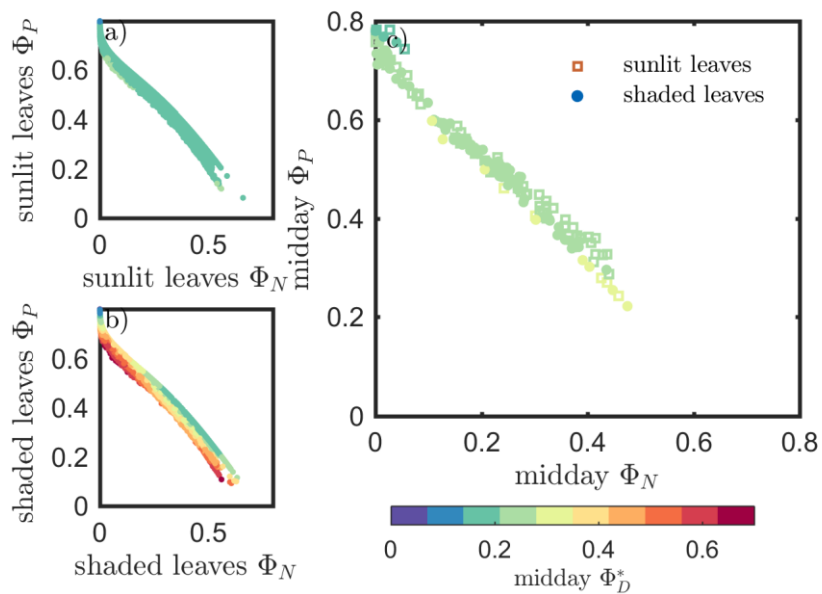 a)
sunlit leaves Φ_P
0.6
0.4
0.2
0
0
0.5
sunlit leaves Φ_N
b)
shaded leaves Φ_P
0.6
0.4
0.2
0
0
0.5
shaded leaves Φ_N
c)
sunlit leaves
shaded leaves
midday Φ_P
0.8
0.6
0.4
0.2
0
0
0.2
0.4
0.6
0.8
midday Φ_N
0
0.2
0.4
0.6
midday Φ*_D